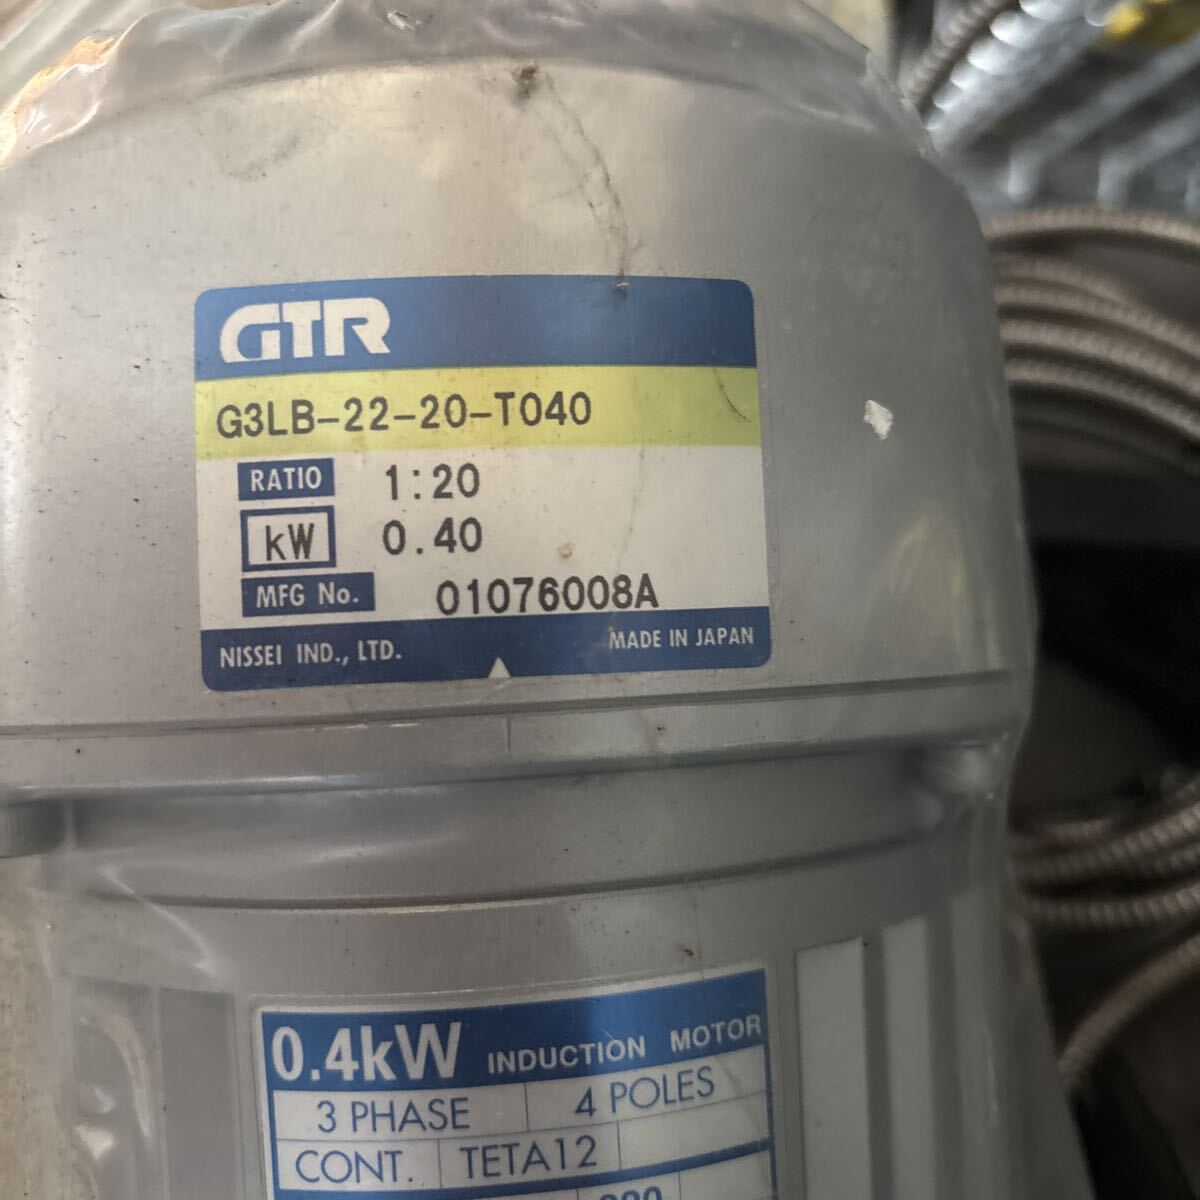 GTR
G3LB-22-20-T040
RATIO 1:20
kW 0.40
MFG No. 01076008A
NISSEI IND., LTD. MADE IN JAPAN
0.4kW INDUCTION MOTOR
3 PHASE 4 POLES
CONT. TETA12